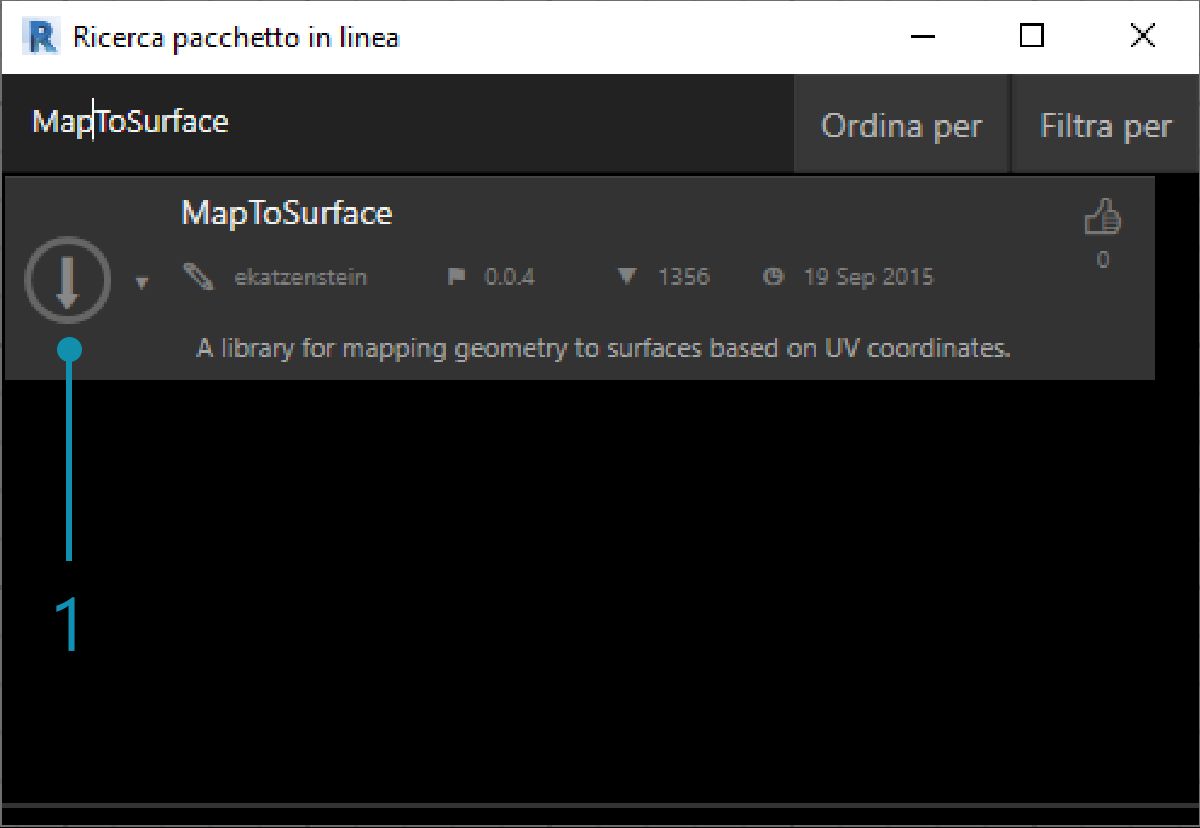 Ricerca pacchetto in linea
MapToSurface
Ordina per
Filtra per
MapToSurface
ekatzenstein 0.0.4 1356 19 Sep 2015
0
A library for mapping geometry to surfaces based on UV coordinates.
1